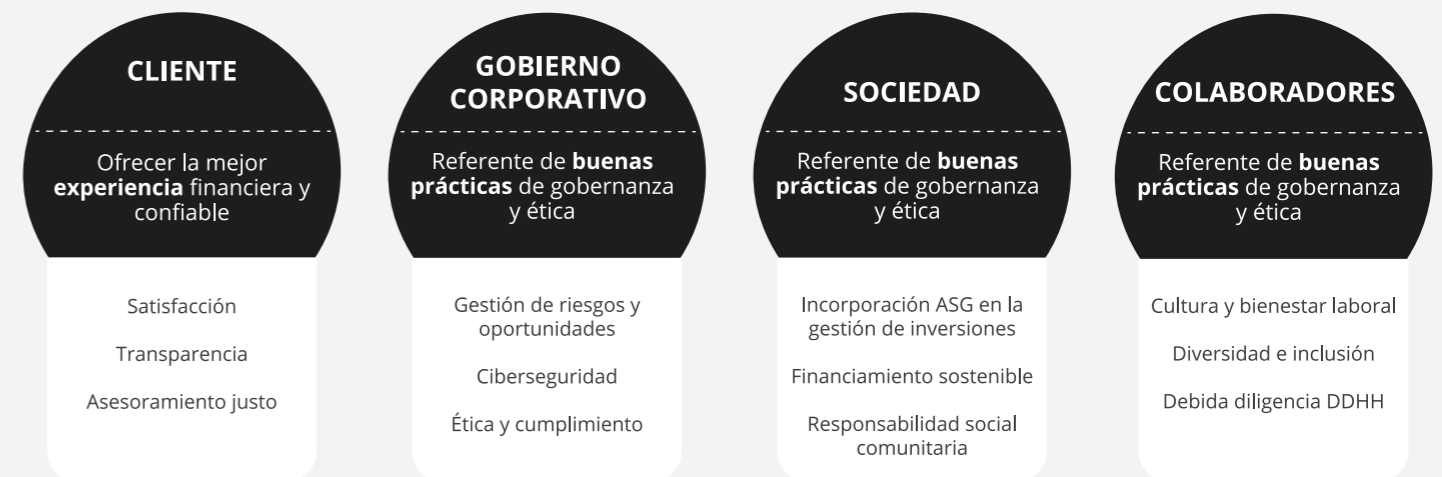 CLIENTE
Ofrecer la mejor
experiencia financiera y
confiable
Satisfacción
Transparencia
Asesoramiento justo
GOBIERNO
CORPORATIVO
Referente de buenas
prácticas de gobernanza
y ética
Gestión de riesgos y
oportunidades
Ciberseguridad
Ética y cumplimiento
SOCIEDAD
Referente de buenas
prácticas de gobernanza
y ética
Incorporación ASG en la
gestión de inversiones
Financiamiento sostenible
Responsabilidad social
comunitaria
COLABORADORES
Referente de buenas
prácticas de gobernanza
y ética
Cultura y bienestar laboral
Diversidad e inclusión
Debida diligencia DDHH